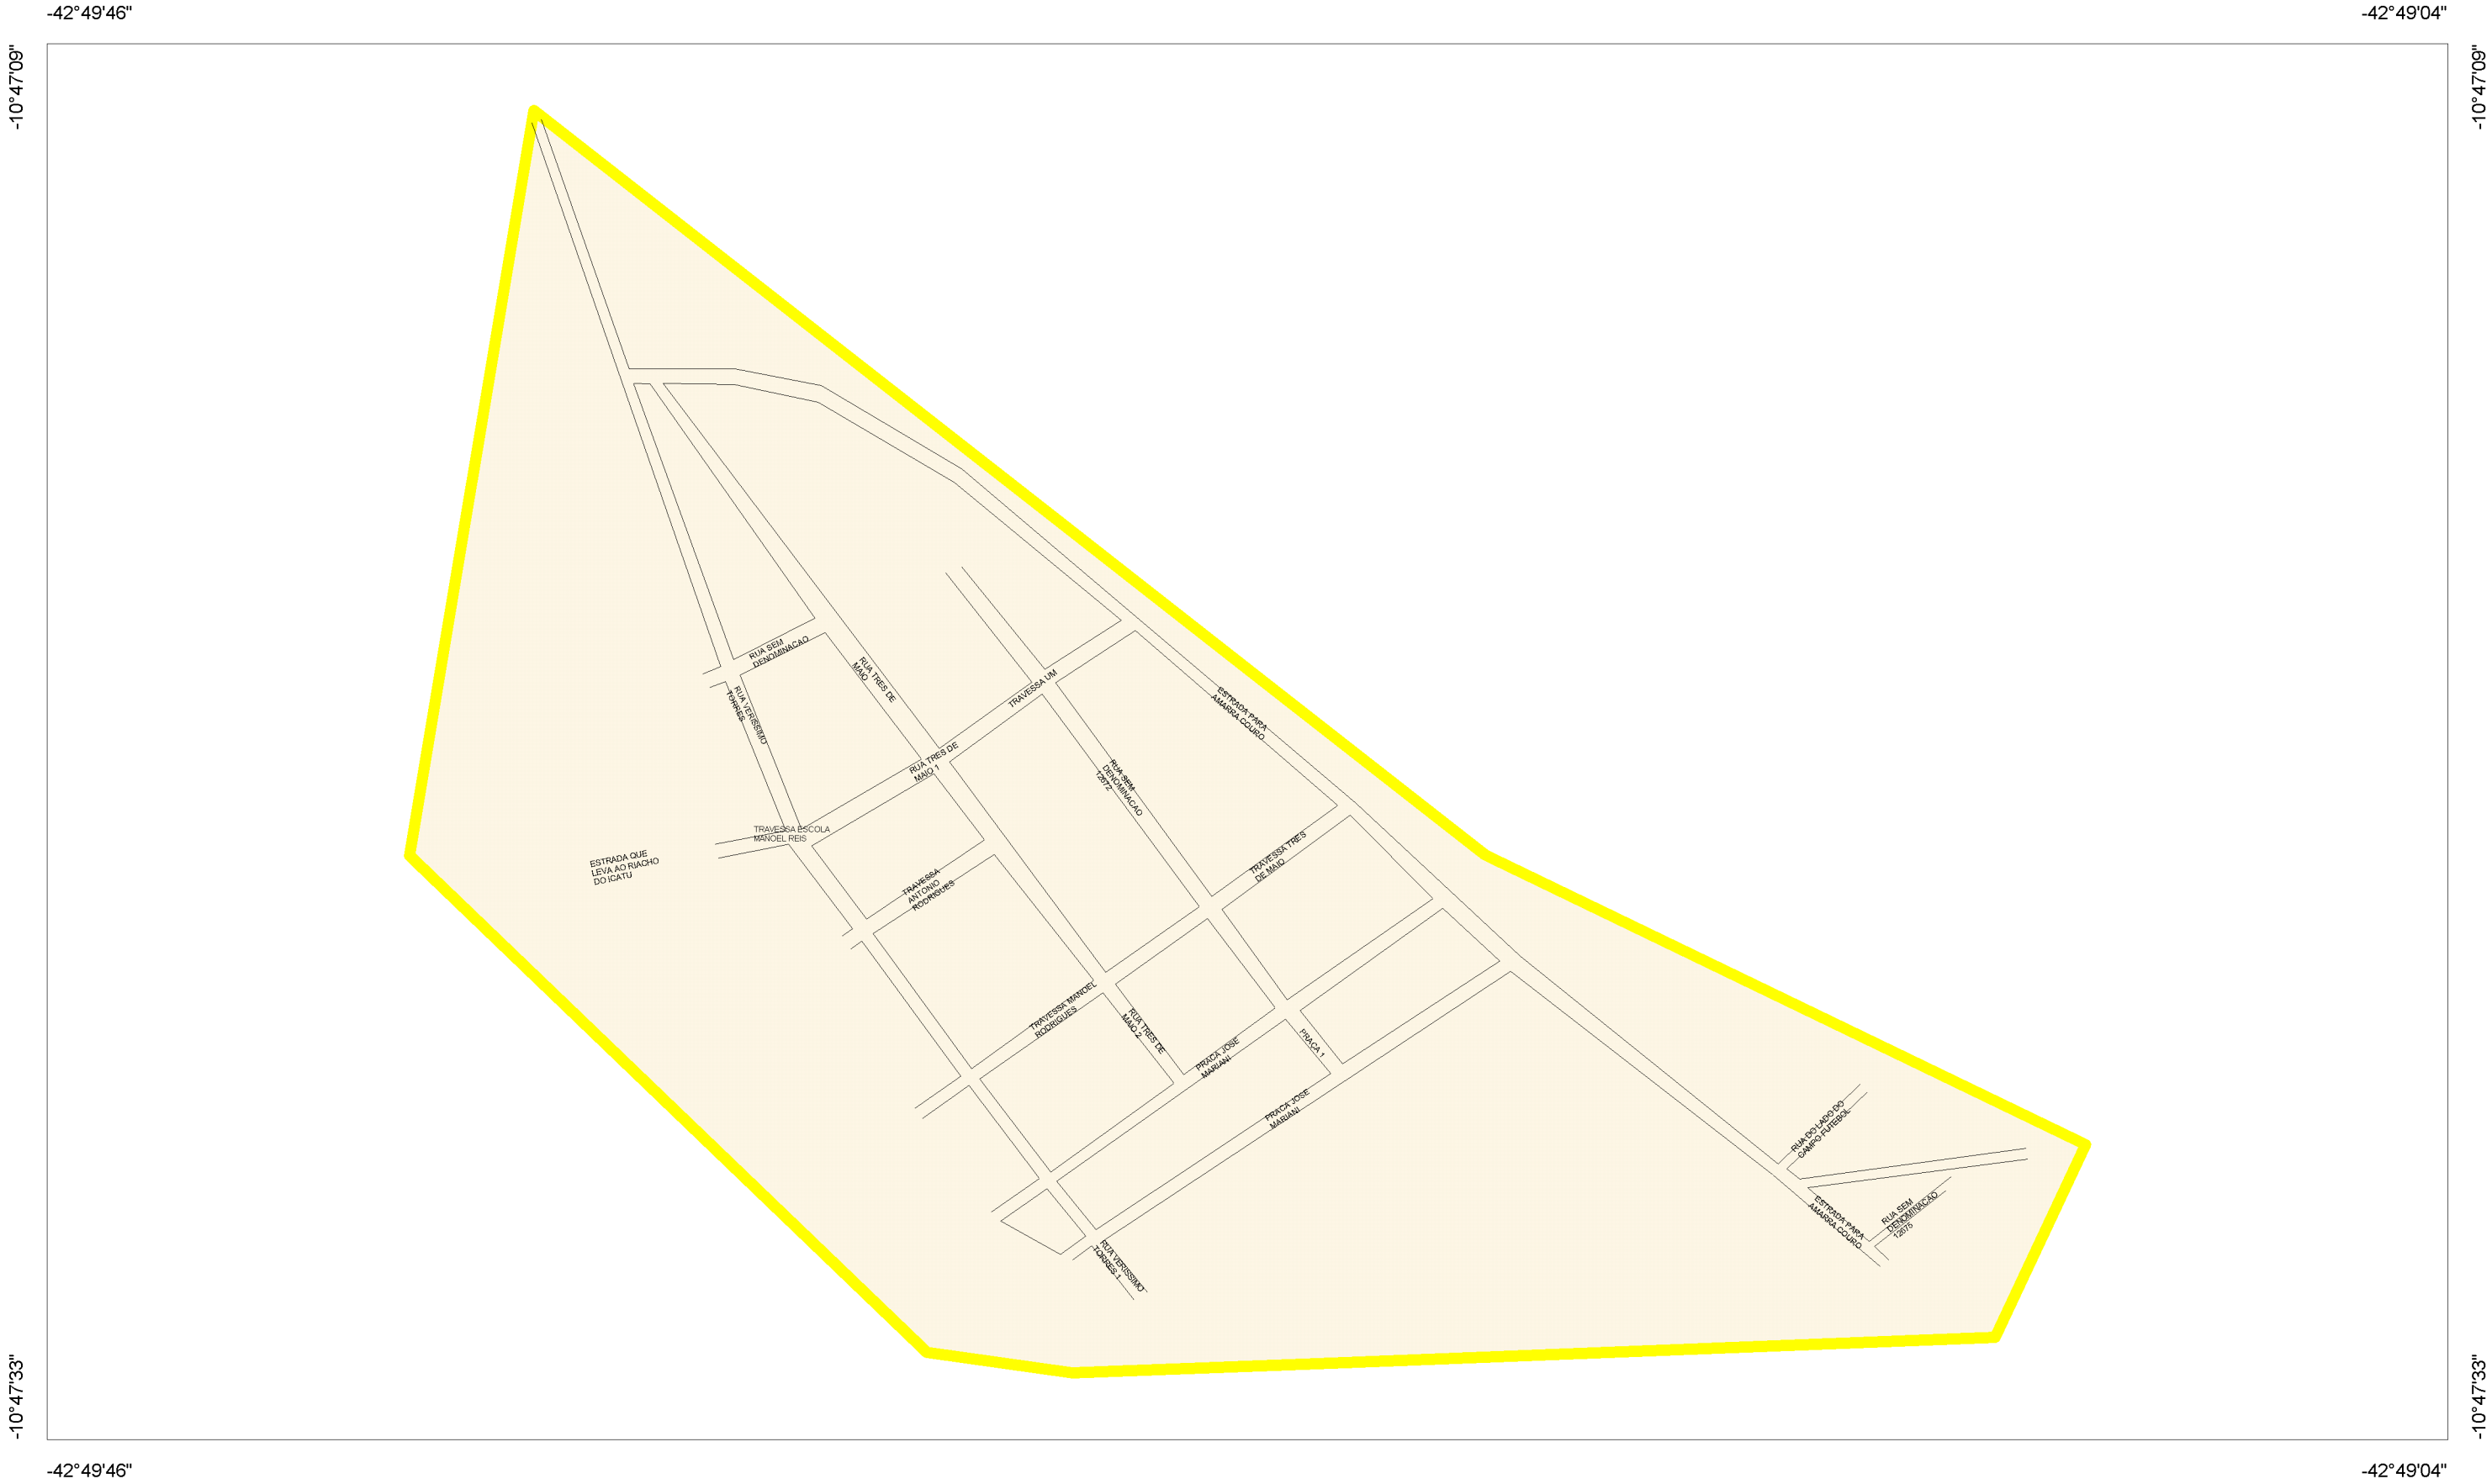 -42°49'46"
-42°49'04"
-10°47'09"
-10°47'09"
RUA SEM
DENOMINACAO
RUA TRES DE
MAIO
RUA VERISSIMO
TORRES
TRAVESSA UM
ESTRADA PARA
AMARRA COURO
RUA TRES DE
MAIO 1
RUA SEM
DENOMINACAO
12672
TRAVESSA ESCOLA
MANOEL REIS
ESTRADA QUE
LEVA AO RIACHO
DO ICATU
TRAVESSA TRES
DE MAIO
TRAVESSA
ANTONIO
RODRIGUES
TRAVESSA MANOEL
RODRIGUES
RUA TRES DE
MAIO 2
PRACA JOSE
MARIANI
PRACA 1
PRACA JOSE
MARIANI
RUA DO LADO DO
CAMPO FUTEBOL
ESTRADA PARA
AMARRA COURO
RUA SEM
DENOMINACAO
12675
RUA VERISSIMO
TORRES 1
-10°47'33"
-10°47'33"
-42°49'46"
-42°49'04"